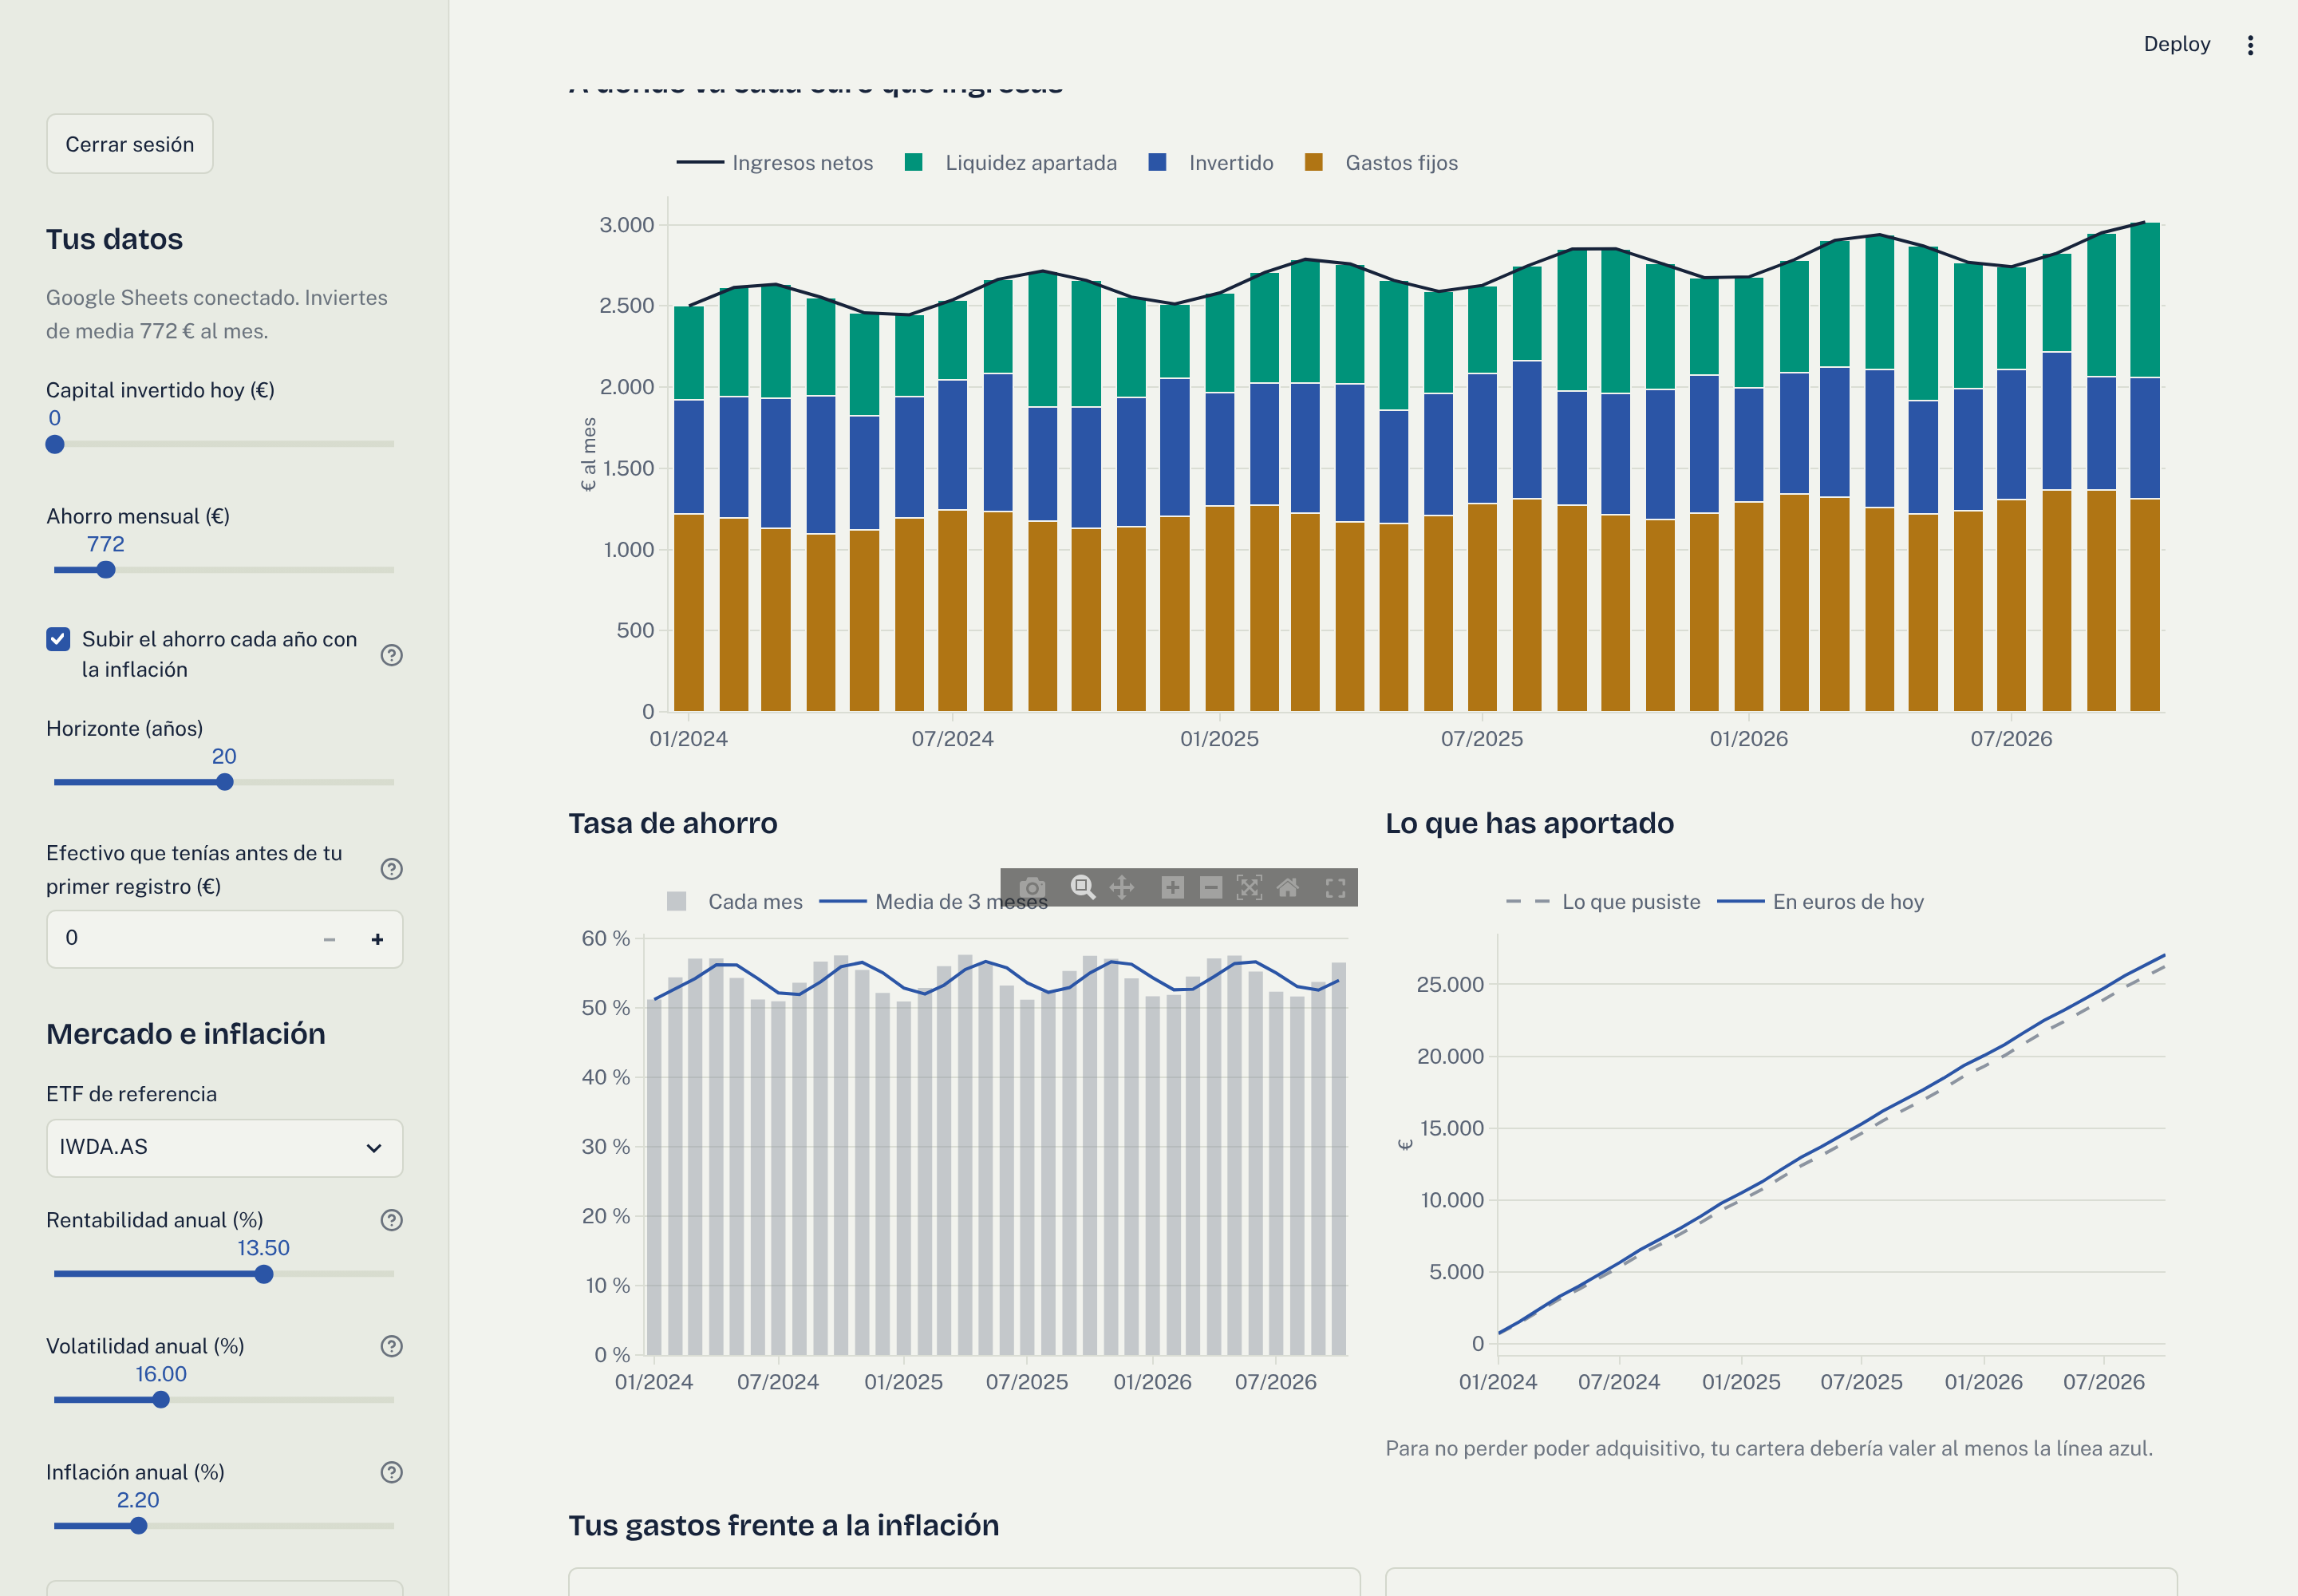 Deploy
Cerrar sesión
Tus datos
Google Sheets conectado. Inviertes
de media 772 € al mes.
Capital invertido hoy (€)
0
Ahorro mensual (€)
772
Subir el ahorro cada año con
la inflación
Horizonte (años)
20
Efectivo que tenías antes de tu
primer registro (€)
0
Mercado e inflación
ETF de referencia
IWDA.AS
Rentabilidad anual (%)
13.50
Volatilidad anual (%)
16.00
Inflación anual (%)
2.20
A dónde va cada euro que ingresas
Ingresos netos
Liquidez apartada
Invertido
Gastos fijos
€ al mes
3.000
2.500
2.000
1.500
1.000
500
0
01/2024
07/2024
01/2025
07/2025
01/2026
07/2026
Tasa de ahorro
Cada mes
Media de 3 meses
60 %
50 %
40 %
30 %
20 %
10 %
0 %
01/2024
07/2024
01/2025
07/2025
01/2026
07/2026
Lo que has aportado
Lo que pusiste
En euros de hoy
€
25.000
20.000
15.000
10.000
5.000
0
01/2024
07/2024
01/2025
07/2025
01/2026
07/2026
Para no perder poder adquisitivo, tu cartera debería valer al menos la línea azul.
Tus gastos frente a la inflación